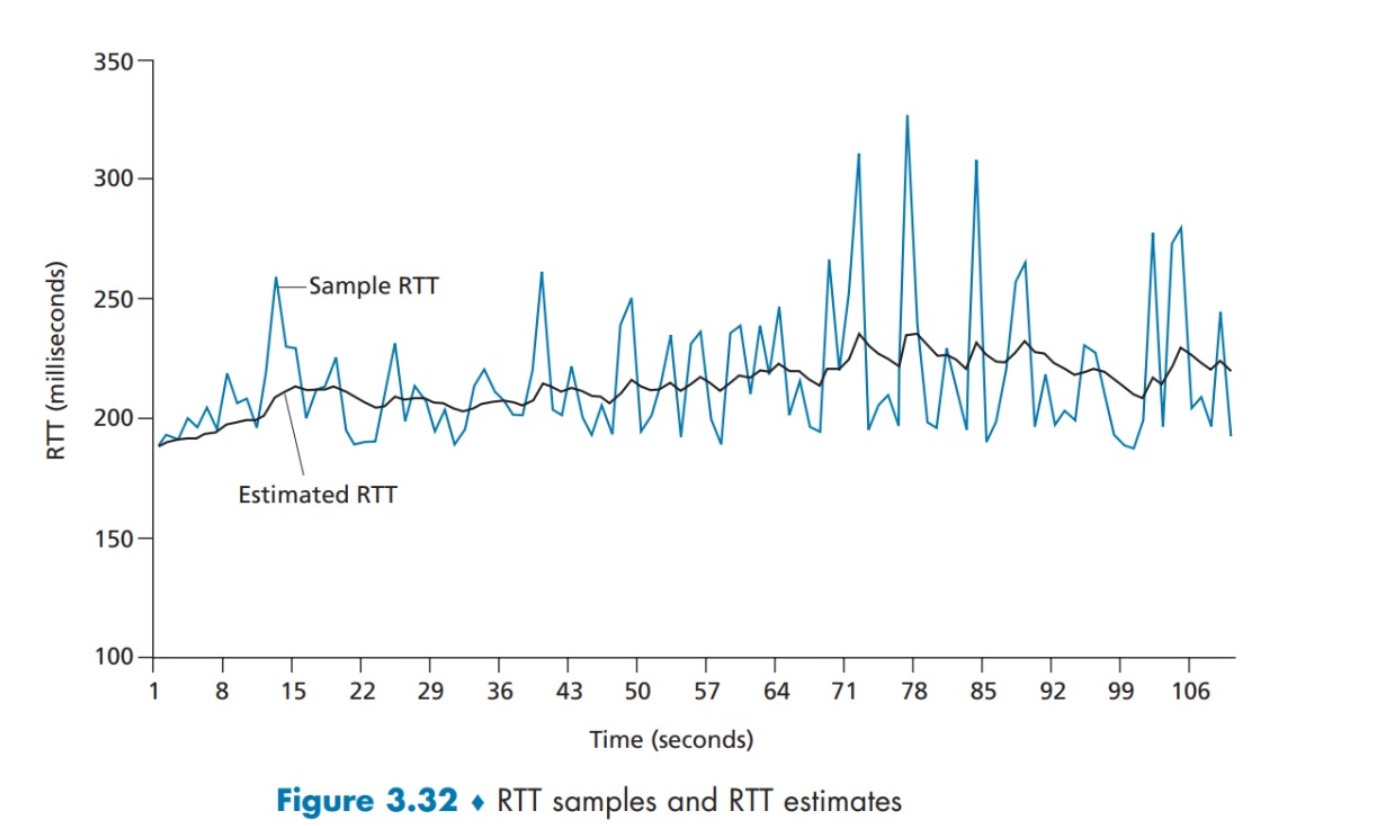 350
300
250
200
150
100
RTT (milliseconds)
Sample RTT
Estimated RTT
1 8 15 22 29 36 43 50 57 64 71 78 85 92 99 106
Time (seconds)
Figure 3.32 ♦ RTT samples and RTT estimates